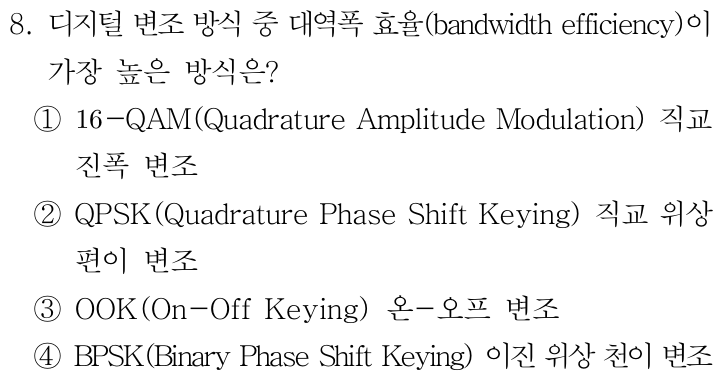 8. 디지털 변조 방식 중 대역폭 효율(bandwidth efficiency)이
가장 높은 방식은?
① 16-QAM(Quadrature Amplitude Modulation) 직교
진폭 변조
② QPSK(Quadrature Phase Shift Keying) 직교 위상
편이 변조
③ OOK(On-Off Keying) 온-오프 변조
④ BPSK(Binary Phase Shift Keying) 이진 위상 천이 변조